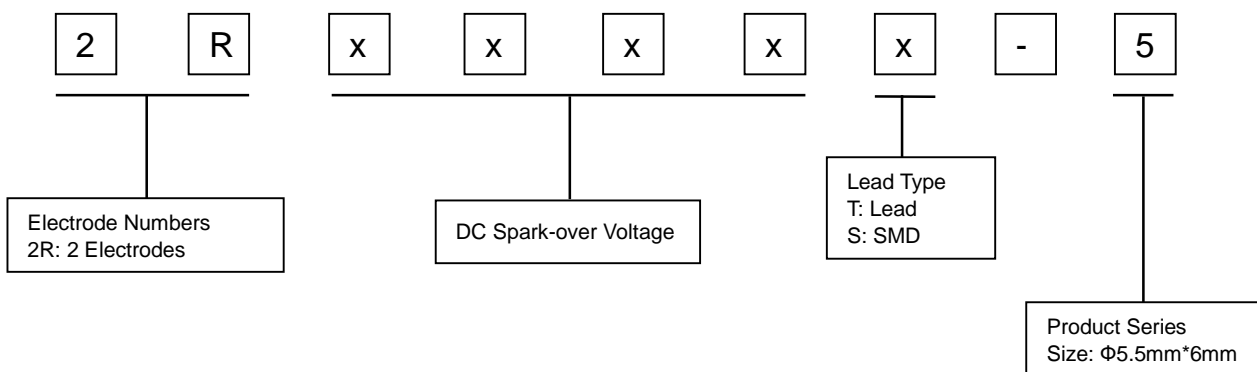 2 R x x x x x - 5
Electrode Numbers
2R: 2 Electrodes
DC Spark-over Voltage
Lead Type
T: Lead
S: SMD
Product Series
Size: Φ5.5mm*6mm